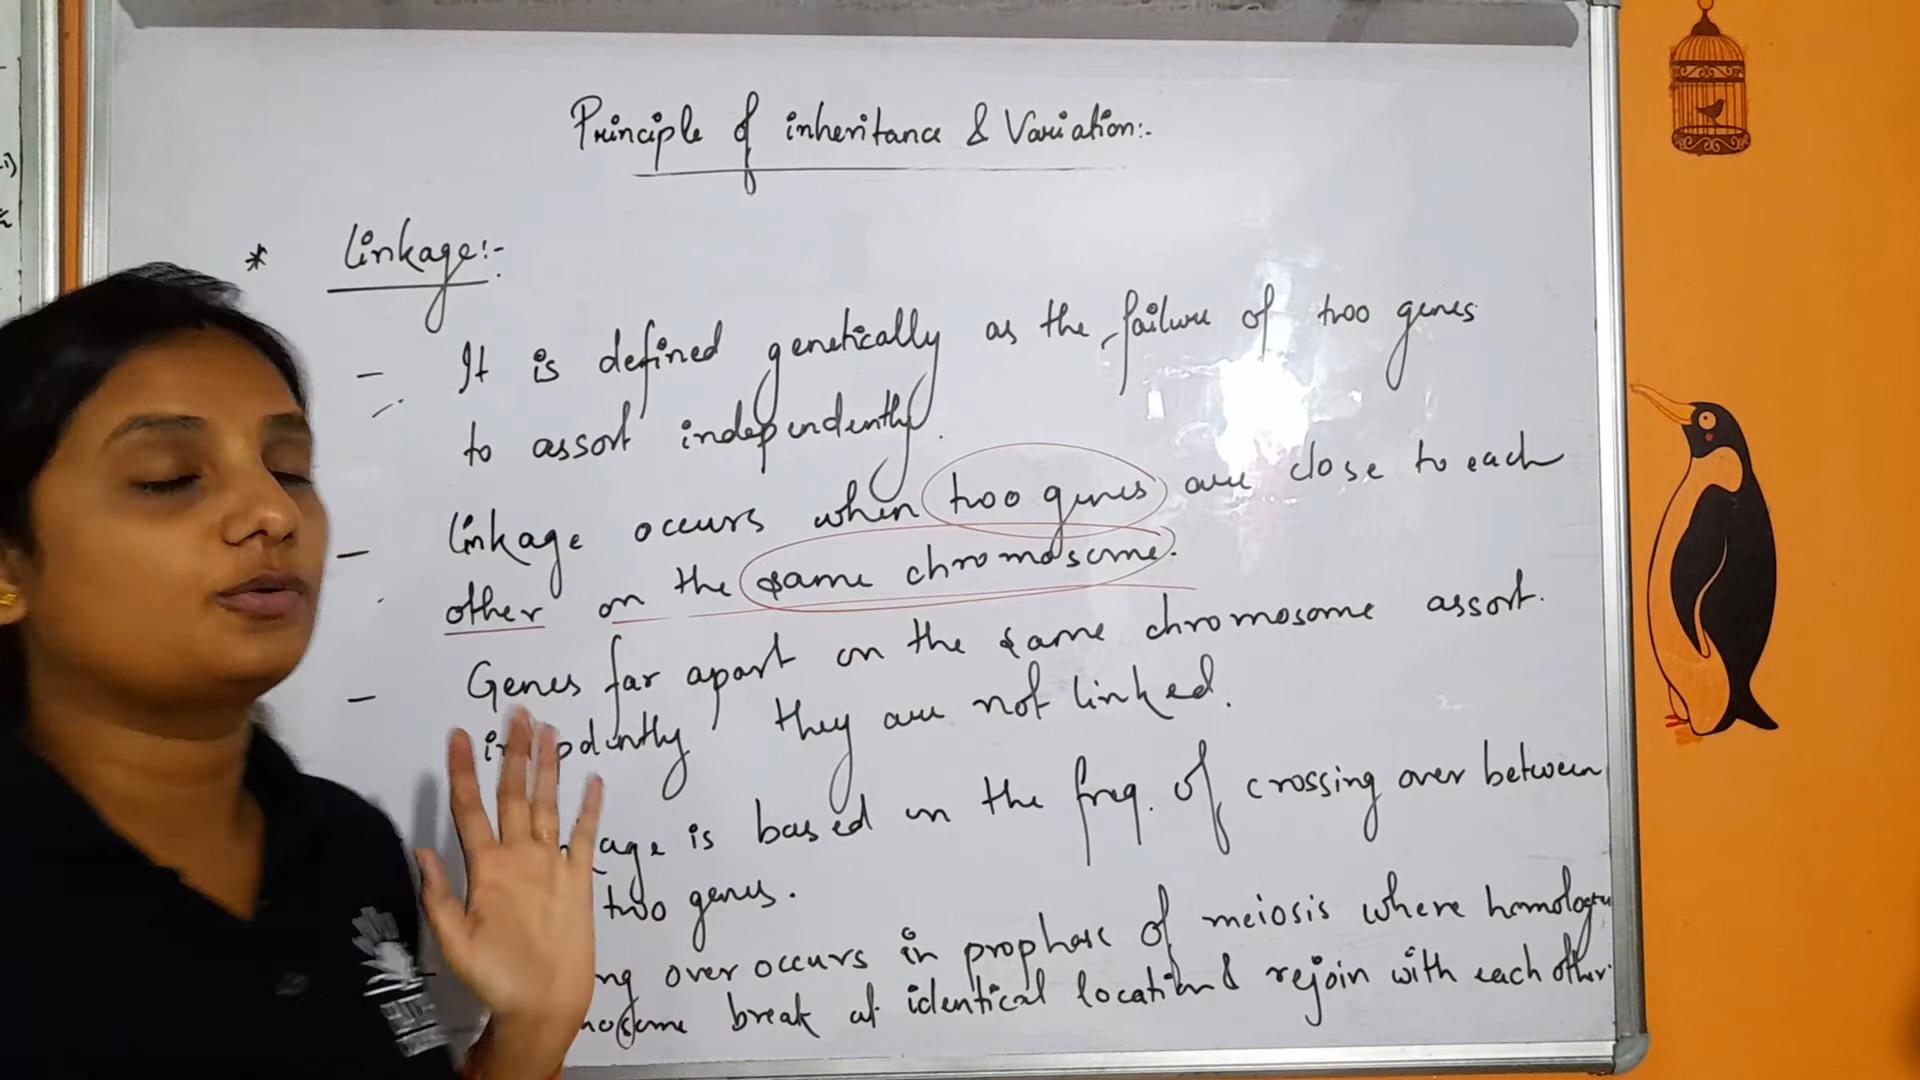 Principle of inheritance & Variation:-
* Linkage:-
- It is defined genetically as the failure of two genes
to assort independently.
- Linkage occurs when two genes are close to each
other on the same chromosome.
- Genes far apart on the same chromosome assort
they are not linked.
is based on the freq. of crossing over between
two genes.
over occurs in prophase of meiosis where
break at identical location & rejoin with each other.